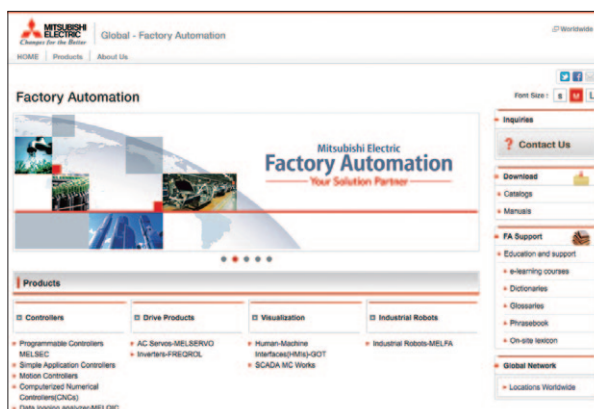 MITSUBISHI
ELECTRIC
Changes for the Better
Global - Factory Automation
Worldwide
HOME Products About Us
Font Size : S M L
Factory Automation
Mitsubishi Electric
Factory Automation
Your Solution Partner
Products
Controllers
Programmable Controllers
MELSEC
Simple Application Controllers
Motion Controllers
Computerized Numerical
Controllers(CNCs)
Data logging analyzer-MELQIC
Drive Products
AC Servos-MELSERVO
Inverters-FREQROL
Visualization
Human-Machine
Interfaces(HMIs)-GOT
SCADA MC Works
Industrial Robots
Industrial Robots-MELFA
Inquiries
? Contact Us
Download
Catalogs
Manuals
FA Support
Education and support
e-learning courses
Dictionaries
Glossaries
Phrasebook
On-site lexicon
Global Network
Locations Worldwide